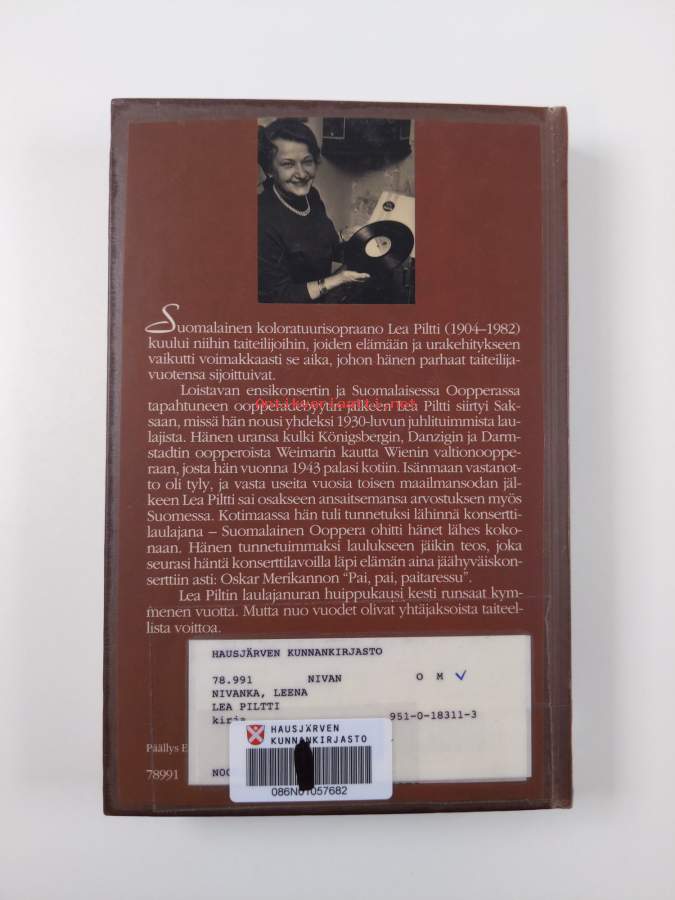 Suomalainen koloratuurisopraano Lea Piltti (1904–1982)
kuului niihin taiteilijoihin, joiden elämään ja urakehitykseen
vaikutti voimakkaasti se aika, johon hänen parhaat taiteilija-
vuotensa sijoittuivat.
Loistavan ensikonsertin ja Suomalaisessa Oopperassa
Antikvariaatti.net
tapahtuneen oopperadebyytin jälkeen Lea Piltti siirtyi Sak-
saan, missä hän nousi yhdeksi 1930-luvun juhlituimmista lau-
lajista. Hänen uransa kulki Königsbergin, Danzigin ja Darm-
stadtin oopperoista Weimarin kautta Wienin valtionooppe-
raan, josta hän vuonna 1943 palasi kotiin. Isänmaan vastanot-
to oli tyly, ja vasta useita vuosia toisen maailmansodan jäl-
keen Lea Piltti sai osakseen ansaitsemansa arvostuksen myös
Suomessa. Kotimaassa hän tuli tunnetuksi lähinnä konsertti-
laulajana – Suomalainen Ooppera ohitti hänet lähes koko-
naan. Hänen tunnetuimmaksi laulukseen jäikin teos, joka
seurasi häntä konserttilavoilla läpi elämän aina jäähyväiskon-
serttiin asti: Oskar Merikannon ”Pai, pai, paitaressu”.
Lea Piltin laulajanuran huippukausi kesti runsaat kym-
menen vuotta. Mutta nuo vuodet olivat yhtäjaksoista taiteel-
lista voittoa.
HAUSJÄRVEN KUNNANKIRJASTO
78.991 NIVAN O M
NIVANKA, LEENA
LEA PILTTI
kirja 951-0-18311-3
HAUSJÄRVEN
KUNNANKIRJASTO
Päällys E
78991
086N01057682